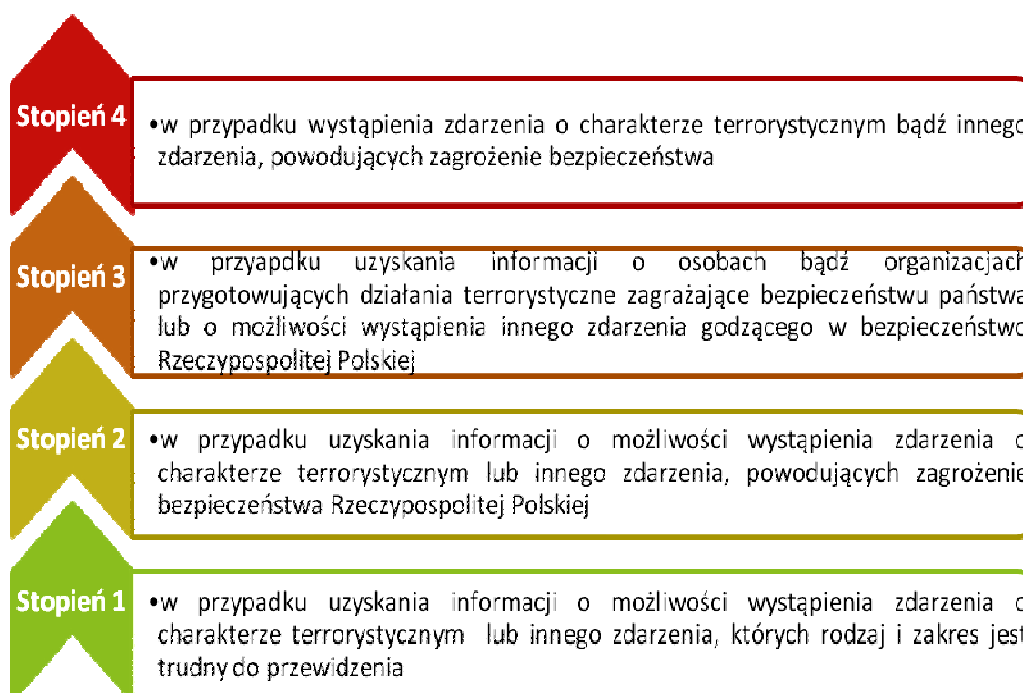 Stopień 4
•w przypadku wystąpienia zdarzenia o charakterze terrorystycznym bądź innego
zdarzenia, powodujących zagrożenie bezpieczeństwa
Stopień 3
•w przyapdku uzyskania informacji o osobach bądź organizacjach
przygotowujących działania terrorystyczne zagrażające bezpieczeństwu państwa
lub o możliwości wystąpienia innego zdarzenia godzącego w bezpieczeństwo
Rzeczypospolitej Polskiej
Stopień 2
•w przypadku uzyskania informacji o możliwości wystąpienia zdarzenia o
charakterze terrorystycznym lub innego zdarzenia, powodujących zagrożenie
bezpieczeństwa Rzeczypospolitej Polskiej
Stopień 1
•w przypadku uzyskania informacji o możliwości wystąpienia zdarzenia o
charakterze terrorystycznym lub innego zdarzenia, których rodzaj i zakres jest
trudny do przewidzenia